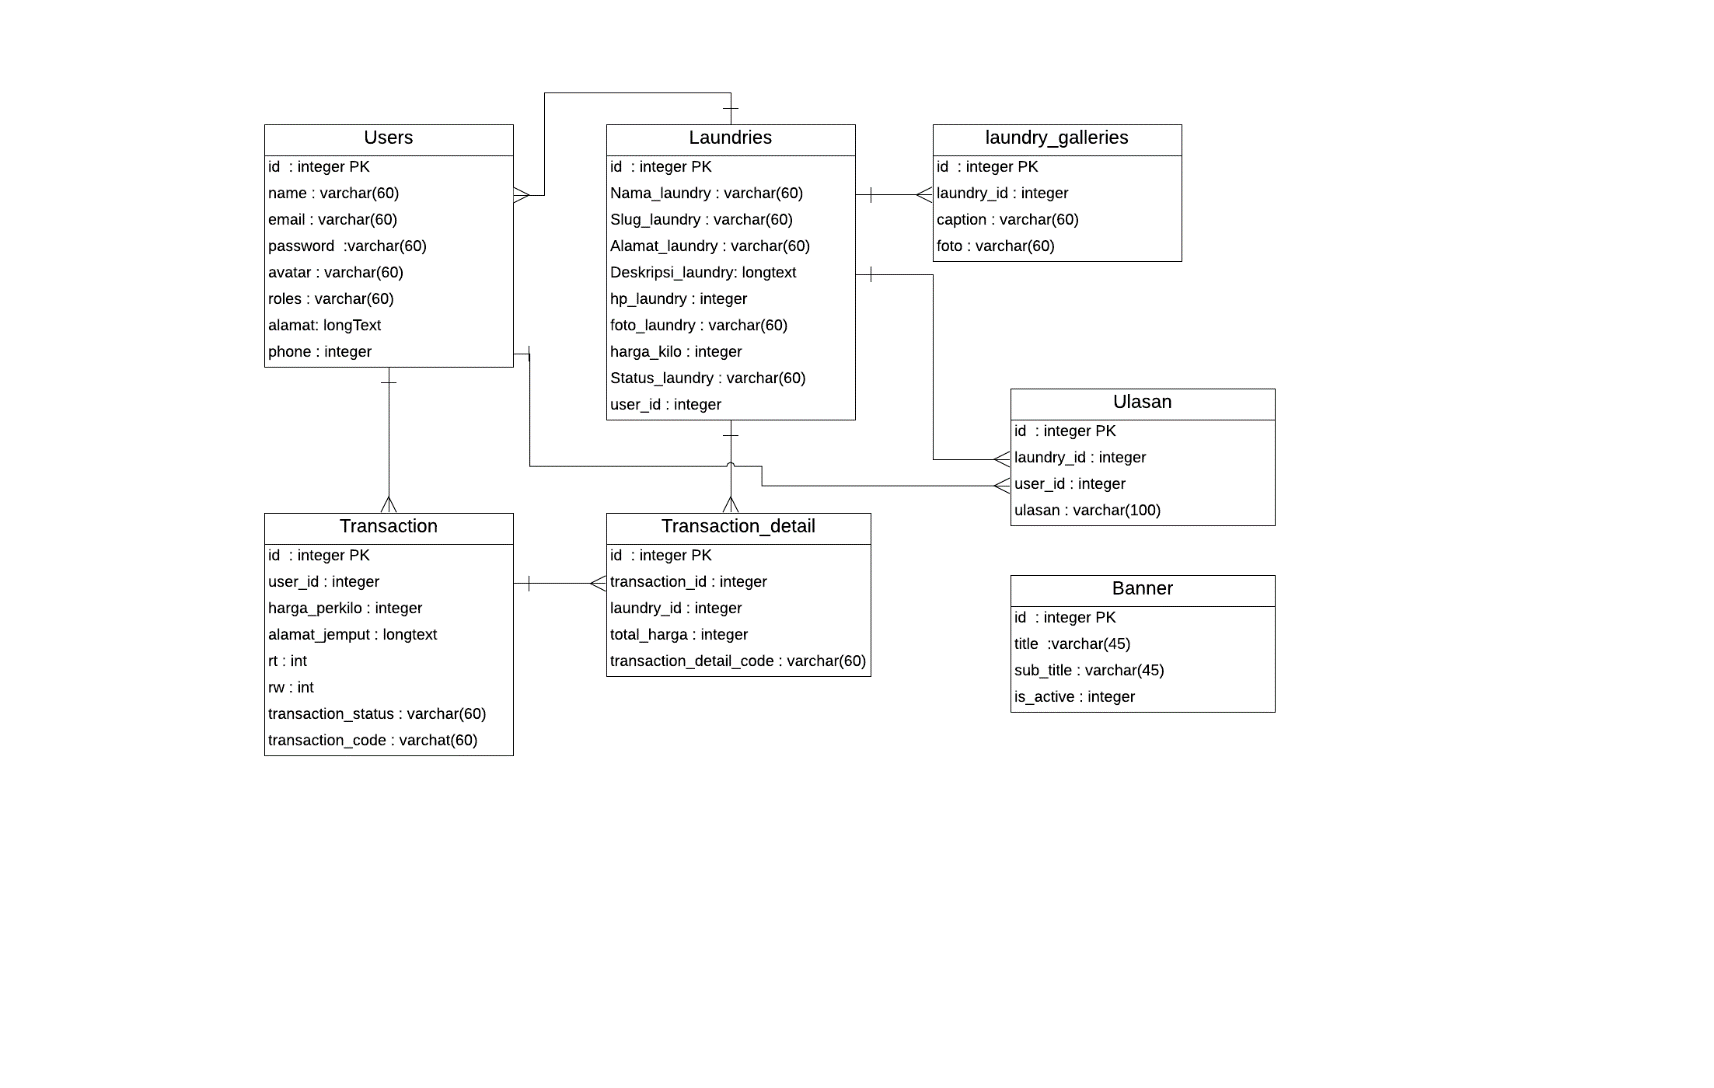 Users
id : integer PK
name : varchar(60)
email : varchar(60)
password :varchar(60)
avatar : varchar(60)
roles : varchar(60)
alamat: longText
phone : integer
Laundries
id : integer PK
Nama_laundry : varchar(60)
Slug_laundry : varchar(60)
Alamat_laundry : varchar(60)
Deskripsi_laundry: longtext
hp_laundry : integer
foto_laundry : varchar(60)
harga_kilo : integer
Status_laundry : varchar(60)
user_id : integer
laundry_galleries
id : integer PK
laundry_id : integer
caption : varchar(60)
foto : varchar(60)
Ulasan
id : integer PK
laundry_id : integer
user_id : integer
ulasan : varchar(100)
Transaction
id : integer PK
user_id : integer
harga_perkilo : integer
alamat_jemput : longtext
rt : int
rw : int
transaction_status : varchar(60)
transaction_code : varchat(60)
Transaction_detail
id : integer PK
transaction_id : integer
laundry_id : integer
total_harga : integer
transaction_detail_code : varchar(60)
Banner
id : integer PK
title :varchar(45)
sub_title : varchar(45)
is_active : integer